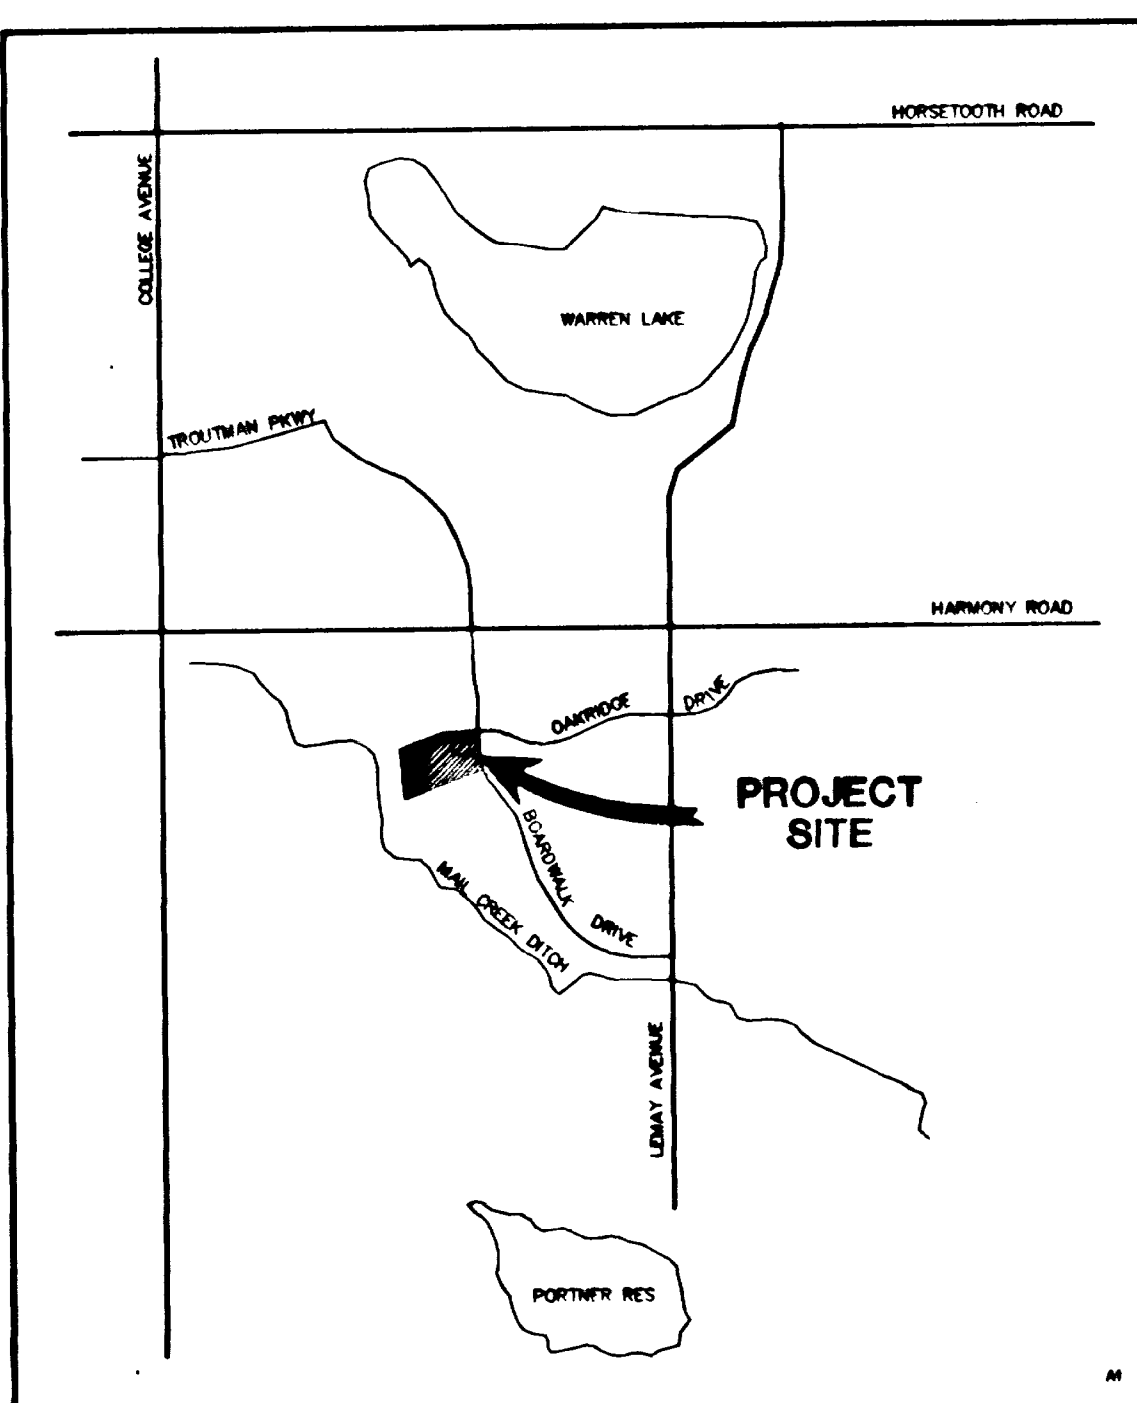 HORSETOOTH ROAD
COLLEGE AVENUE
WARREN LAKE
TROUTMAN PKWY
HARMONY ROAD
OAKRIDGE DRIVE
PROJECT
SITE
BOARDWALK DRIVE
MAIL CREEK DITCH
LEMAY AVENUE
PORTNER RES